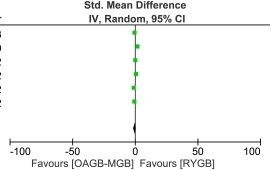 Std. Mean Difference
IV, Random, 95% CI
-100 -50 0 50 100
Favours [OAGB-MGB] Favours [RYGB]